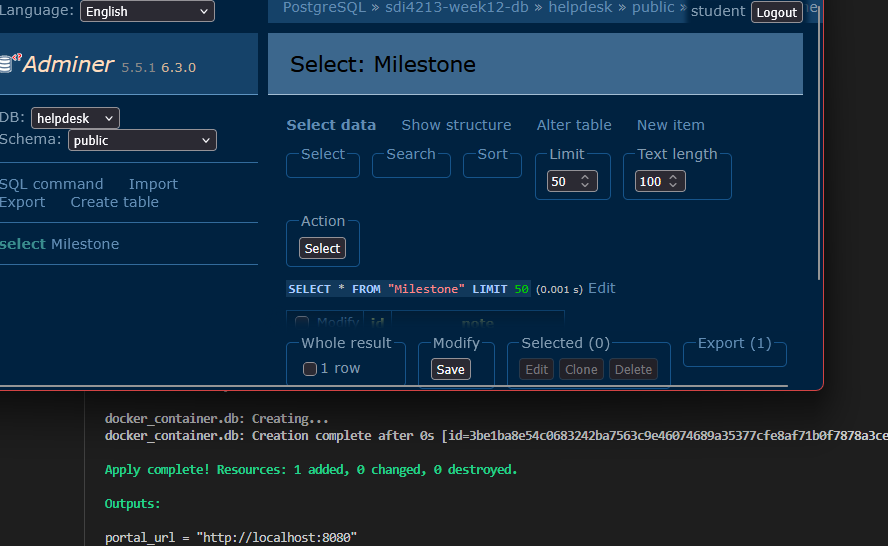 Language: English
PostgreSQL » sdi4213-week12-db » helpdesk » public »
student Logout
Adminer 5.5.1 6.3.0
Select: Milestone
DB: helpdesk
Schema: public
SQL command Import
Export Create table
select Milestone
Select data Show structure Alter table New item
Select Search Sort Limit Text length
50 100
Action
Select
SELECT * FROM "Milestone" LIMIT 50 (0.001 s) Edit
Modify id note
Whole result Modify Selected (0) Export (1)
1 row Save Edit Clone Delete
docker_container.db: Creating...
docker_container.db: Creation complete after 0s [id=3be1ba8e54c0683242ba7563c9e46074689a35377cfe8af71b0f7878a3ce
Apply complete! Resources: 1 added, 0 changed, 0 destroyed.
Outputs:
portal_url = "http://localhost:8080"